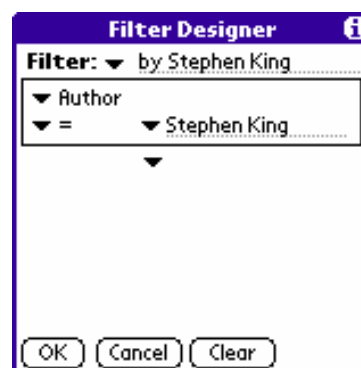 Filter Designer i
Filter: by Stephen King
Author
= Stephen King
OK Cancel Clear